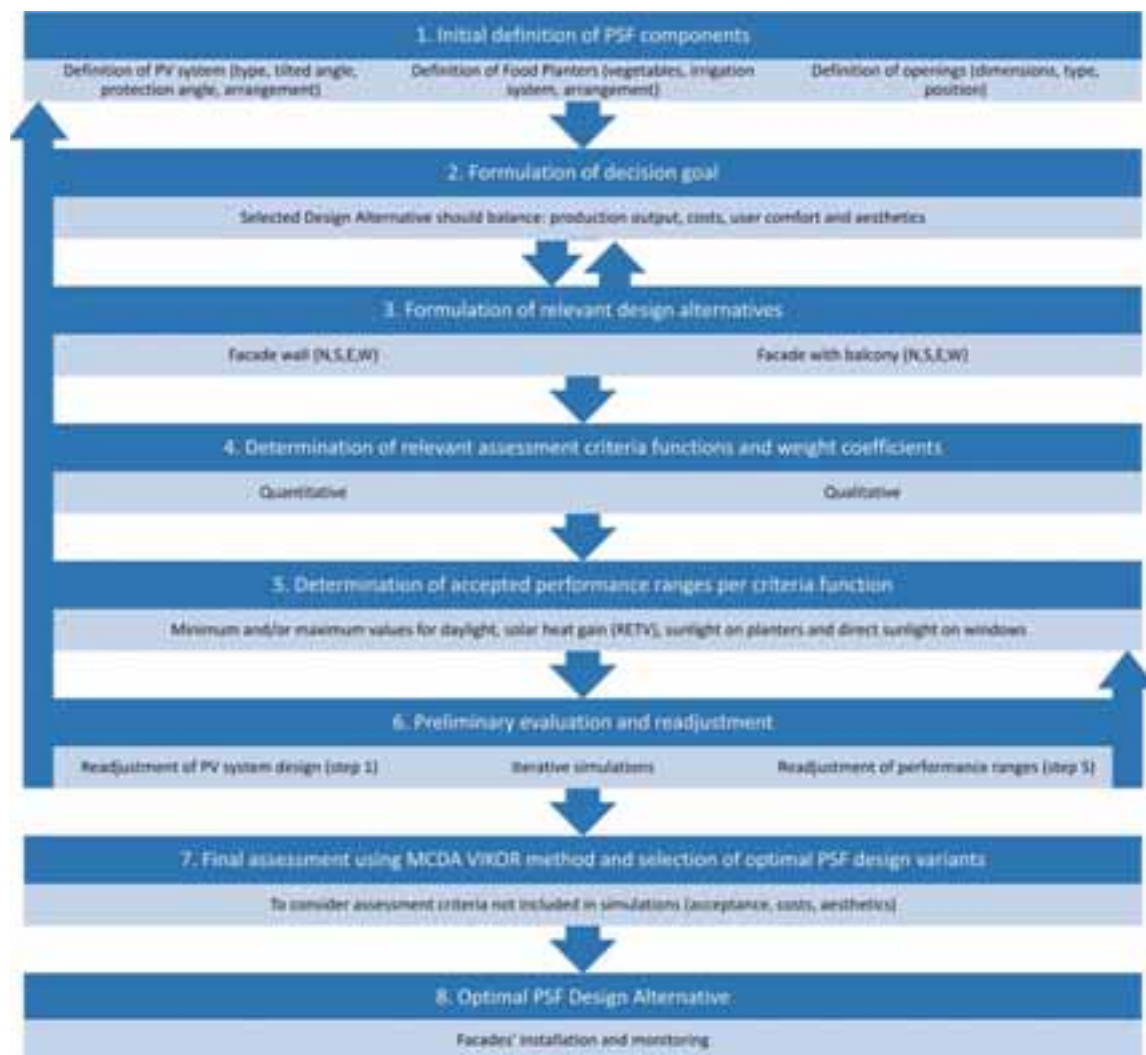 1. Initial definition of PSF components
Definition of PV system (type, tilted angle,
protection angle, arrangement)
Definition of Food Planters (vegetables, irrigation
system, arrangement)
Definition of openings (dimensions, type,
position)
2. Formulation of decision goal
Selected Design Alternative should balance: production output, costs, user comfort and aesthetics
3. Formulation of relevant design alternatives
Facade wall (N,S,E,W)
Facade with balcony (N,S,E,W)
4. Determination of relevant assessment criteria functions and weight coefficients
Quantitative
Qualitative
5. Determination of accepted performance ranges per criteria function
Minimum and/or maximum values for daylight, solar heat gain (RETV), sunlight on planters and direct sunlight on windows
6. Preliminary evaluation and readjustment
Readjustment of PV system design (step 1)
Iterative simulations
Readjustment of performance ranges (step 5)
7. Final assessment using MCDA VIKOR method and selection of optimal PSF design variants
To consider assessment criteria not included in simulations (acceptance, costs, aesthetics)
8. Optimal PSF Design Alternative
Facades' installation and monitoring